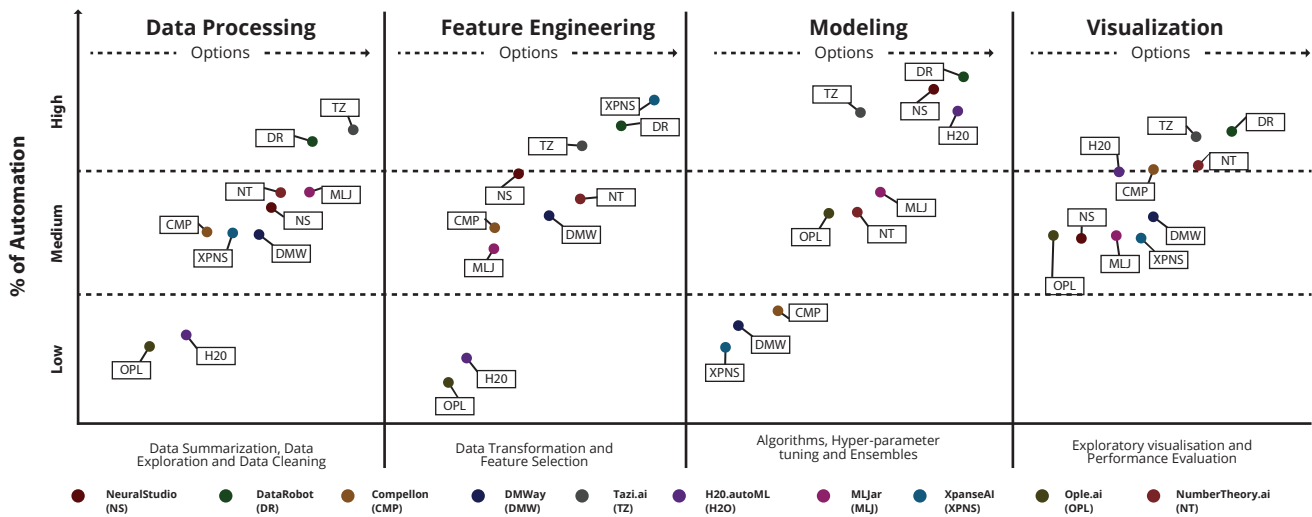 Data Processing
Feature Engineering
Modeling
Visualization
Options
Options
Options
Options
% of Automation
High
Medium
Low
TZ
DR
NT
MLJ
NS
CMP
XPNS
DMW
OPL
H20
XPNS
DR
TZ
NS
NT
CMP
DMW
MLJ
H20
OPL
DR
TZ
NS
H20
MLJ
OPL
NT
CMP
DMW
XPNS
TZ
DR
H20
NT
CMP
NS
DMW
MLJ
XPNS
OPL
Data Summarization, Data
Exploration and Data Cleaning
Data Transformation and
Feature Selection
Algorithms, Hyper-parameter
tuning and Ensembles
Exploratory visualisation and
Performance Evaluation
NeuralStudio
(NS)
DataRobot
(DR)
Compellon
(CMP)
DMWay
(DMW)
Tazi.ai
(TZ)
H20.autoML
(H2O)
MLJar
(MLJ)
XpanseAI
(XPNS)
Ople.ai
(OPL)
NumberTheory.ai
(NT)